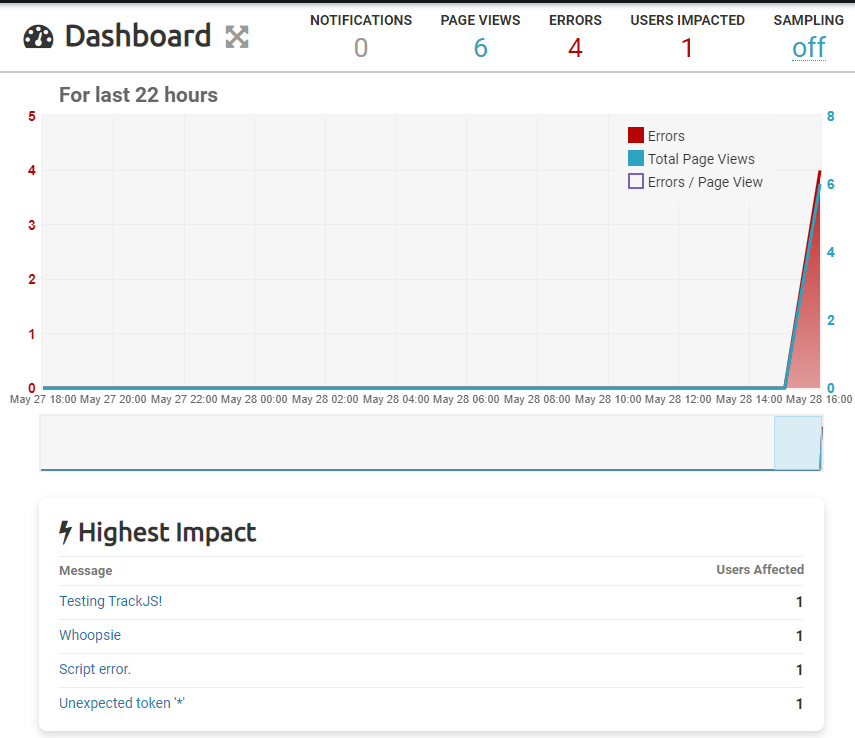 Dashboard
NOTIFICATIONS PAGE VIEWS ERRORS USERS IMPACTED SAMPLING
0 6 4 1 off
For last 22 hours
5 8
Errors
Total Page Views
4 6
Errors / Page View
3 4
2 2
1
0 0
May 27 18:00 May 27 20:00 May 27 22:00 May 28 00:00 May 28 02:00 May 28 04:00 May 28 06:00 May 28 08:00 May 28 10:00 May 28 12:00 May 28 14:00 May 28 16:00
Highest Impact
Message Users Affected
Testing TrackJS! 1
Whoopsie 1
Script error. 1
Unexpected token '*' 1